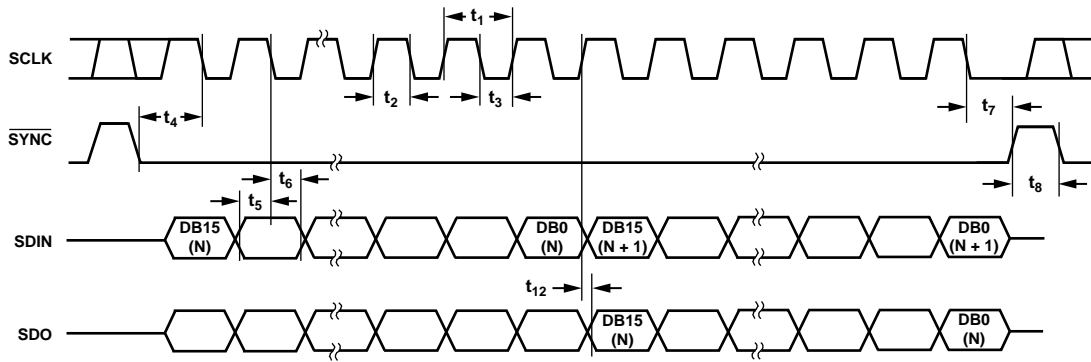 t1
SCLK
t2
t3
t4
t7
SYNC
t6
t8
t5
SDIN
DB15
(N)
DB0
(N)
DB15
(N + 1)
DB0
(N + 1)
t12
SDO
DB15
(N)
DB0
(N)